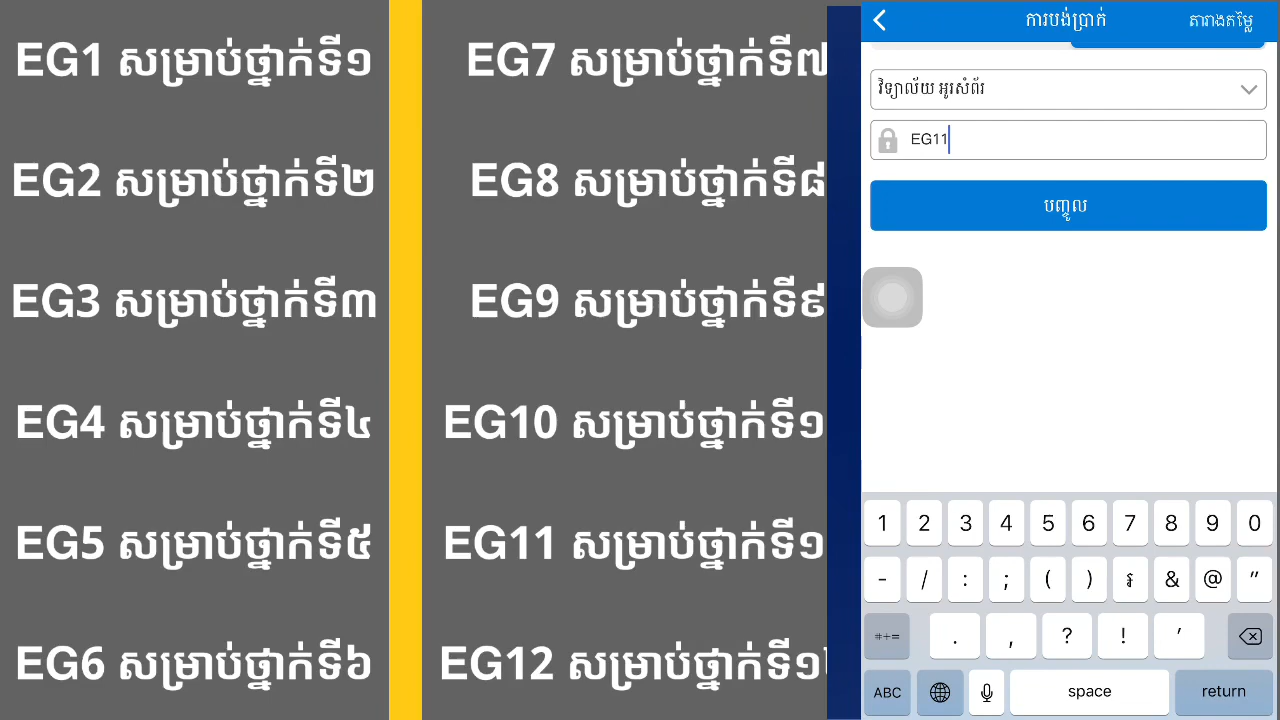 EG1 សម្រាប់ថ្នាក់ទី១
EG2 សម្រាប់ថ្នាក់ទី២
EG3 សម្រាប់ថ្នាក់ទី៣
EG4 សម្រាប់ថ្នាក់ទី៤
EG5 សម្រាប់ថ្នាក់ទី៥
EG6 សម្រាប់ថ្នាក់ទី៦
EG7 សម្រាប់ថ្នាក់ទី៧
EG8 សម្រាប់ថ្នាក់ទី៨
EG9 សម្រាប់ថ្នាក់ទី៩
EG10 សម្រាប់ថ្នាក់ទី១
EG11 សម្រាប់ថ្នាក់ទី១
EG12 សម្រាប់ថ្នាក់ទី១
ការបង់ប្រាក់ តារាងតម្លៃ
វិទ្យាល័យ អូរសំព័រ
EG11
បញ្ចូល
1 2 3 4 5 6 7 8 9 0
- / : ; ( ) ៛ & @ "
#+= . , ? ! '
ABC space return